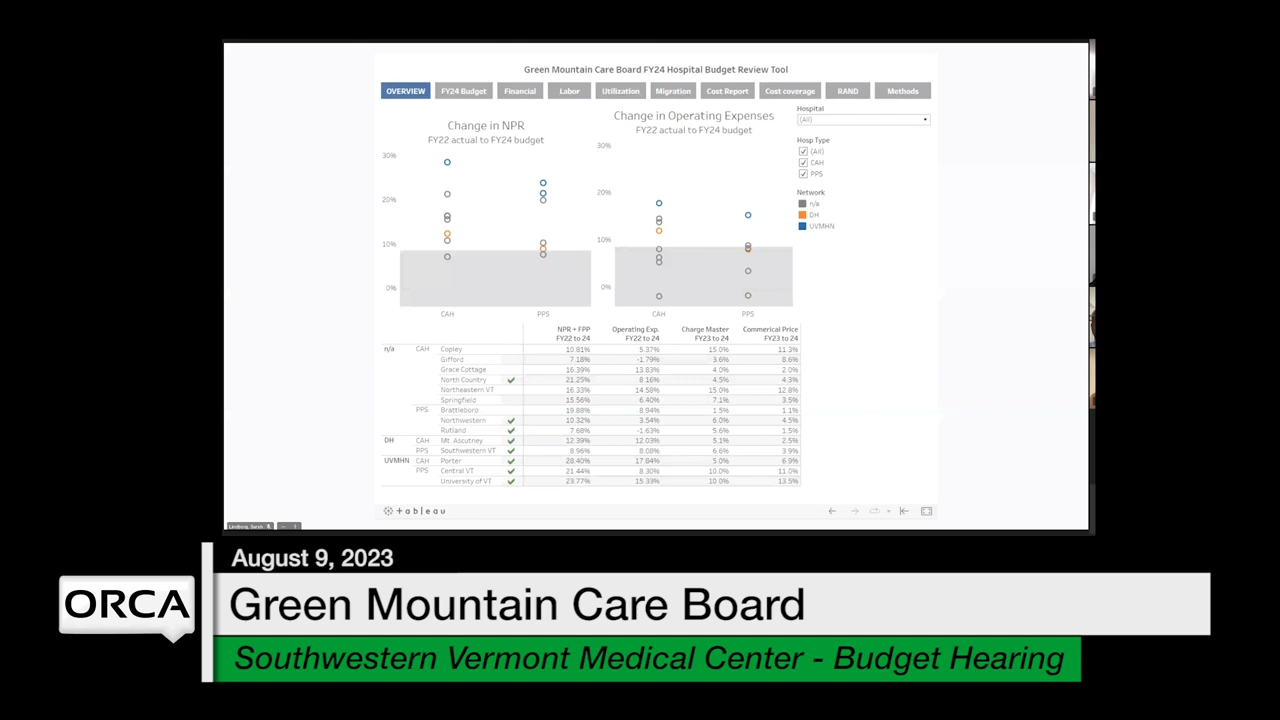 Green Mountain Care Board FY24 Hospital Budget Review Tool
OVERVIEW FY24 Budget Financial Labor Utilization Migration Cost Report Cost coverage RAND Methods
Change in NPR
FY22 actual to FY24 budget
30%
20%
10%
0%
CAH PPS
Change in Operating Expenses
FY22 actual to FY24 budget
30%
20%
10%
0%
CAH PPS
Hospital
(All)
Hosp Type
(All)
CAH
PPS
Network
n/a
DH
UVMHN
NPR + FPP Operating Exp. Charge Master Commerical Price
FY22 to 24 FY22 to 24 FY23 to 24 FY23 to 24
n/a CAH Copley 10.81% 5.37% 15.0% 11.3%
Gifford 7.18% -1.79% 3.6% 8.6%
Grace Cottage 16.39% 13.83% 4.0% 2.0%
North Country ✓ 21.25% 8.16% 4.5% 4.3%
Northeastern VT 16.33% 14.58% 15.0% 12.8%
Springfield 15.56% 6.40% 7.1% 3.5%
PPS Brattleboro 19.88% 8.94% 1.5% 1.1%
Northwestern ✓ 10.32% 3.54% 6.0% 4.5%
Rutland ✓ 7.68% -1.63% 5.6% 1.5%
DH CAH Mt. Ascutney ✓ 12.39% 12.03% 5.1% 2.5%
PPS Southwestern VT ✓ 8.96% 8.08% 6.6% 3.9%
UVMHN CAH Porter ✓ 28.40% 17.84% 5.0% 6.9%
PPS Central VT ✓ 21.44% 8.30% 10.0% 11.0%
University of VT ✓ 23.77% 15.33% 10.0% 13.5%
+ableau
Lindberg, Sarah
August 9, 2023
ORCA
Green Mountain Care Board
Southwestern Vermont Medical Center - Budget Hearing